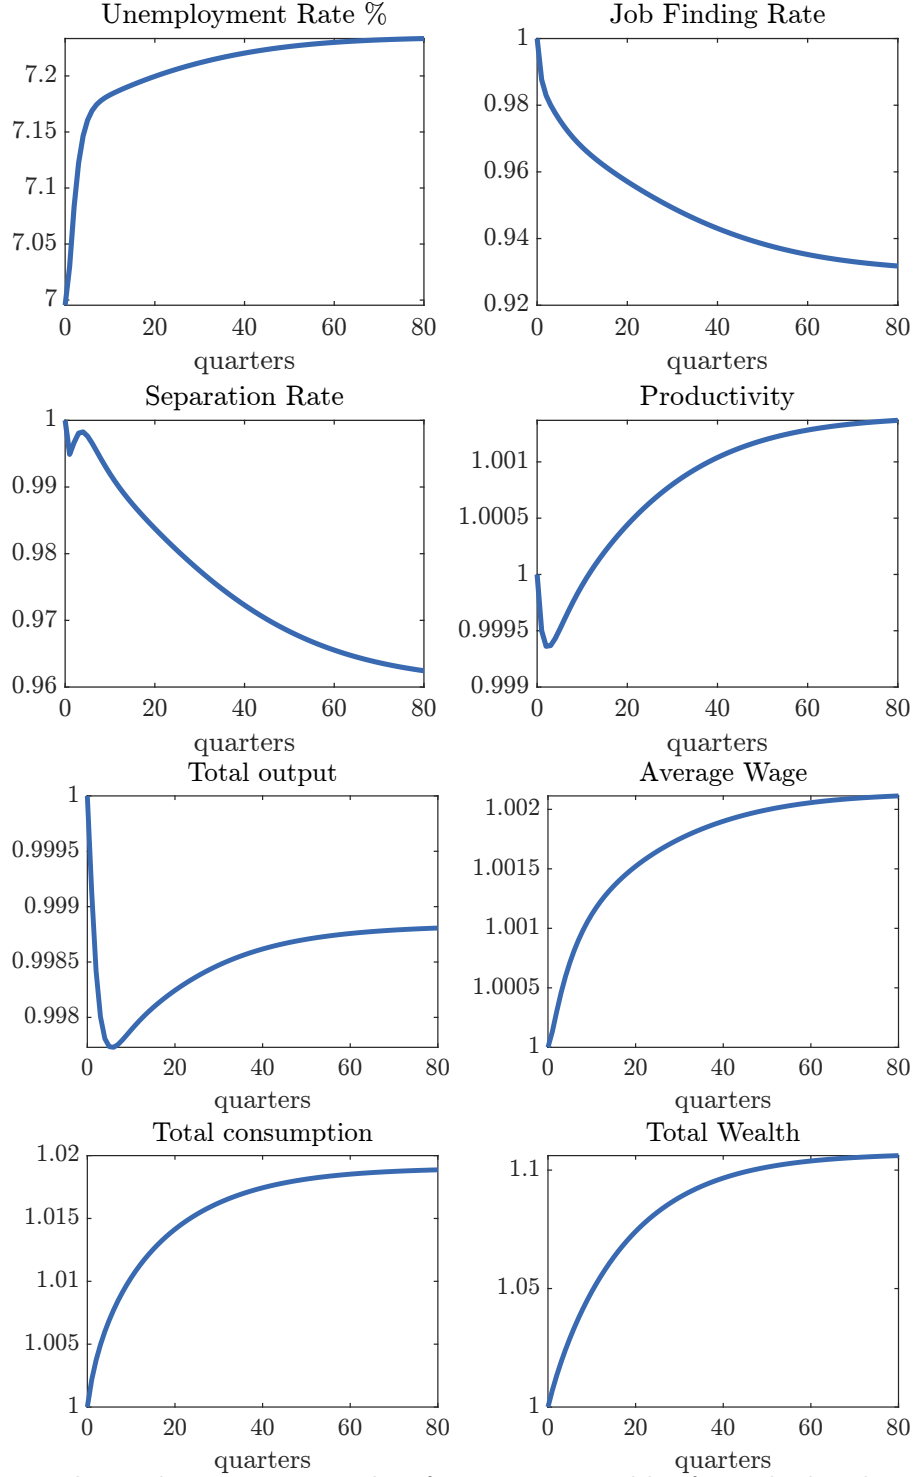 Unemployment Rate %
7.2
7.15
7.1
7.05
7
0 20 40 60 80
quarters
Job Finding Rate
1
0.98
0.96
0.94
0.92
0 20 40 60 80
quarters
Separation Rate
1
0.99
0.98
0.97
0.96
0 20 40 60 80
quarters
Productivity
1.001
1.0005
1
0.9995
0.999
0 20 40 60 80
quarters
Total output
1
0.9995
0.999
0.9985
0.998
0 20 40 60 80
quarters
Average Wage
1.002
1.0015
1.001
1.0005
1
0 20 40 60 80
quarters
Total consumption
1.02
1.015
1.01
1.005
1
0 20 40 60 80
quarters
Total Wealth
1.1
1.05
1
0 20 40 60 80
quarters